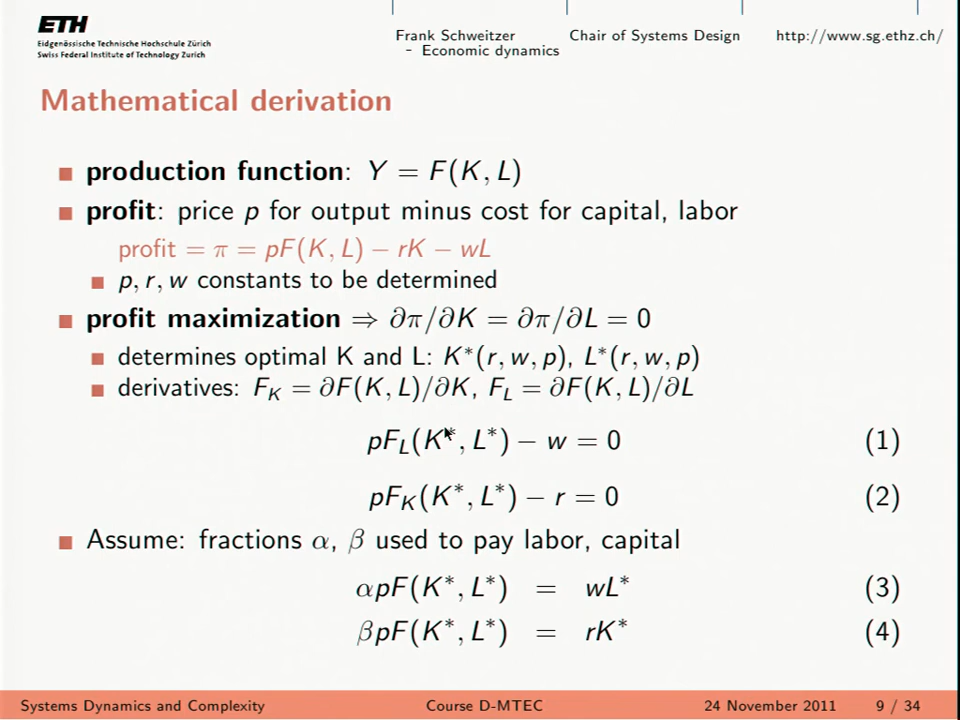 ETH
Eidgenössische Technische Hochschule Zürich
Swiss Federal Institute of Technology Zurich
Frank Schweitzer
- Economic dynamics
Chair of Systems Design
http://www.sg.ethz.ch/
Mathematical derivation
production function: Y = F(K, L)
profit: price p for output minus cost for capital, labor
profit = π = pF(K, L) − rK − wL
p, r, w constants to be determined
profit maximization ⇒ ∂π/∂K = ∂π/∂L = 0
determines optimal K and L: K*(r, w, p), L*(r, w, p)
derivatives: F_K = ∂F(K, L)/∂K, F_L = ∂F(K, L)/∂L
pF_L(K*, L*) − w = 0 (1)
pF_K(K*, L*) − r = 0 (2)
Assume: fractions α, β used to pay labor, capital
αpF(K*, L*) = wL* (3)
βpF(K*, L*) = rK* (4)
Systems Dynamics and Complexity
Course D-MTEC
24 November 2011
9 / 34